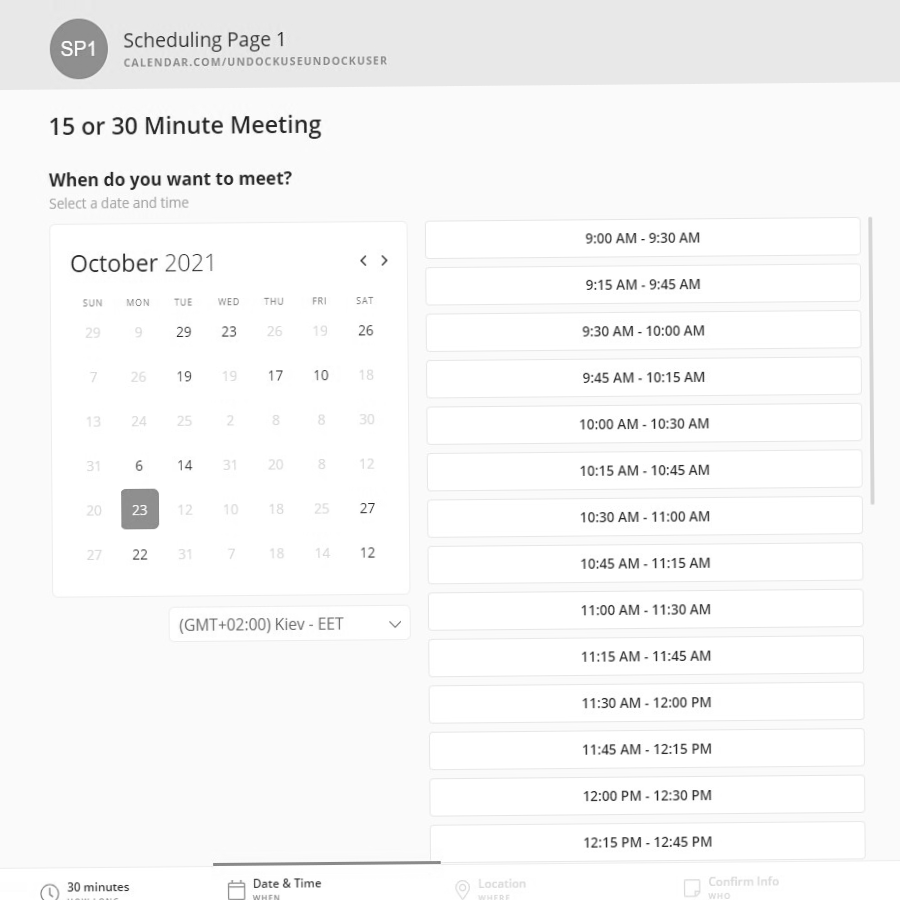 SP1
Scheduling Page 1
CALENDAR.COM/UNDOCKUSEUNDOCKUSER
15 or 30 Minute Meeting
When do you want to meet?
Select a date and time
October 2021
SUN MON TUE WED THU FRI SAT
29 9 29 23 26 19 26
7 26 19 19 17 10 18
13 24 25 2 8 8 30
31 6 14 31 20 8 12
20 23 12 10 18 25 27
27 22 31 7 18 14 12
(GMT+02:00) Kiev - EET
9:00 AM - 9:30 AM
9:15 AM - 9:45 AM
9:30 AM - 10:00 AM
9:45 AM - 10:15 AM
10:00 AM - 10:30 AM
10:15 AM - 10:45 AM
10:30 AM - 11:00 AM
10:45 AM - 11:15 AM
11:00 AM - 11:30 AM
11:15 AM - 11:45 AM
11:30 AM - 12:00 PM
11:45 AM - 12:15 PM
12:00 PM - 12:30 PM
12:15 PM - 12:45 PM
30 minutes
HOW LONG
Date & Time
WHEN
Location
WHERE
Confirm Info
WHO